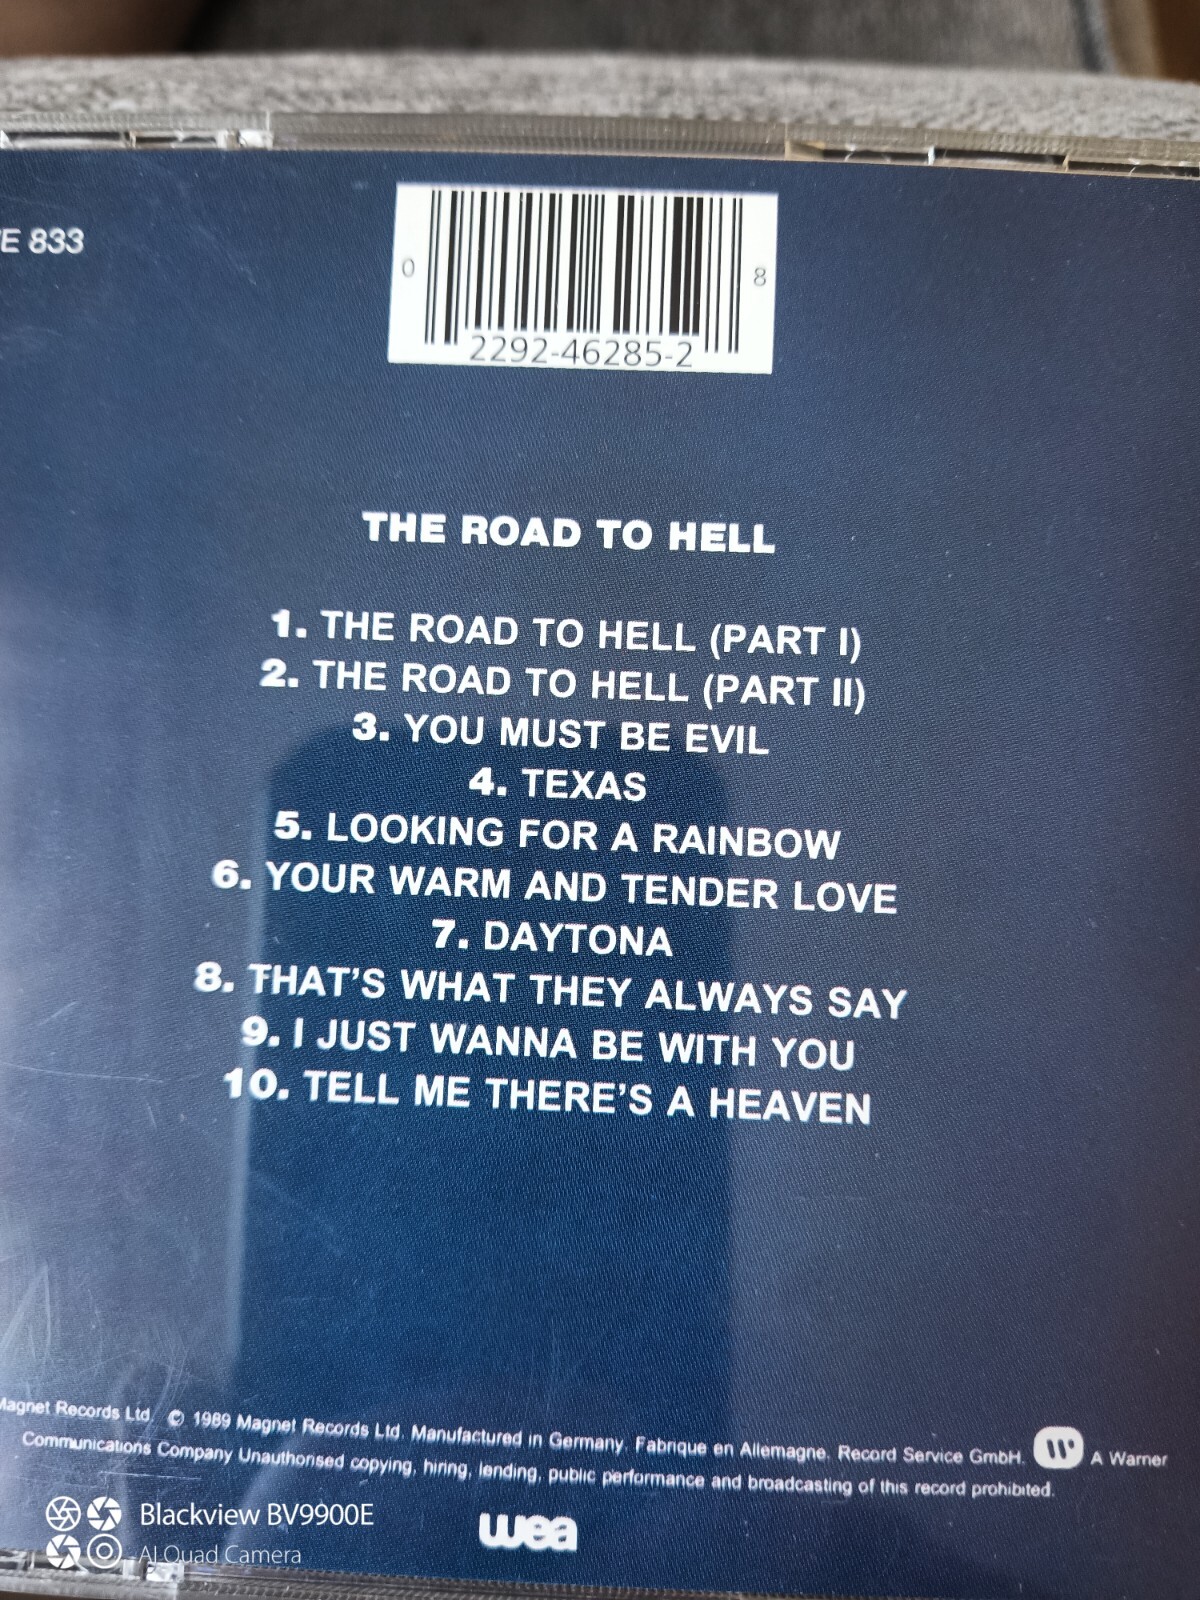 E 833
0
8
2292-46285-2
THE ROAD TO HELL
1. THE ROAD TO HELL (PART I)
2. THE ROAD TO HELL (PART II)
3. YOU MUST BE EVIL
4. TEXAS
5. LOOKING FOR A RAINBOW
6. YOUR WARM AND TENDER LOVE
7. DAYTONA
8. THAT'S WHAT THEY ALWAYS SAY
9. I JUST WANNA BE WITH YOU
10. TELL ME THERE'S A HEAVEN
Magnet Records Ltd. © 1989 Magnet Records Ltd. Manufactured in Germany. Fabrique en Allemagne. Record Service GmbH. A Warner
Communications Company Unauthorised copying, hiring, lending, public performance and broadcasting of this record prohibited.
wea
Blackview BV9900E
AI Quad Camera